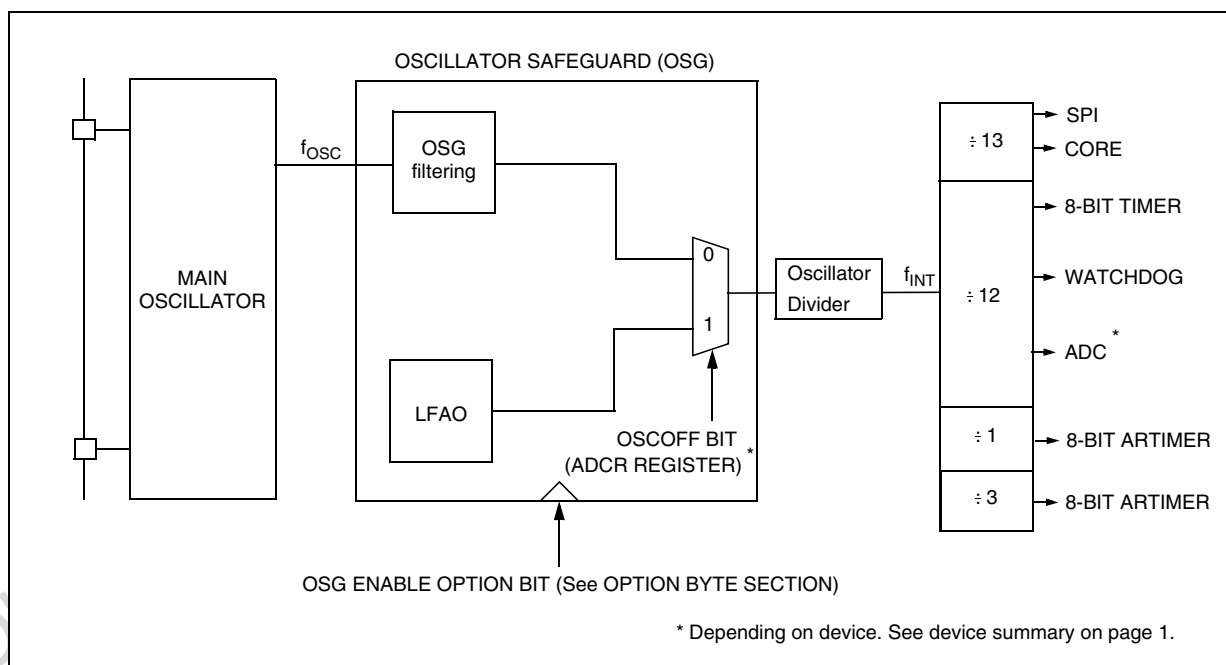 OSCILLATOR SAFEGUARD (OSG)
MAIN
OSCILLATOR
fOSC
OSG
filtering
LFAO
0
1
OSCOFF BIT
(ADCR REGISTER) *
Oscillator
Divider
fINT
÷ 13
÷ 12
÷ 1
÷ 3
SPI
CORE
8-BIT TIMER
WATCHDOG
ADC *
8-BIT ARTIMER
8-BIT ARTIMER
OSG ENABLE OPTION BIT (See OPTION BYTE SECTION)
* Depending on device. See device summary on page 1.